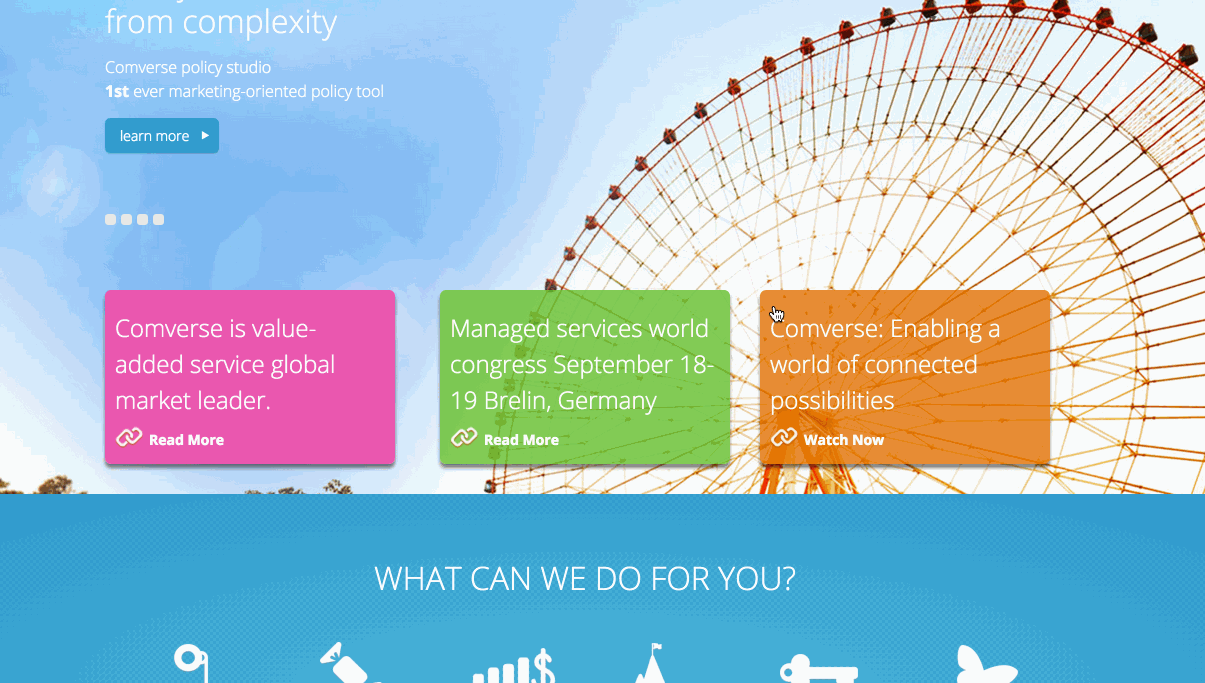 from complexity
Comverse policy studio
1st ever marketing-oriented policy tool
learn more
Comverse is value-
added service global
market leader.
Read More
Managed services world
congress September 18-
19 Brelin, Germany
Read More
Comverse: Enabling a
world of connected
possibilities
Watch Now
WHAT CAN WE DO FOR YOU?